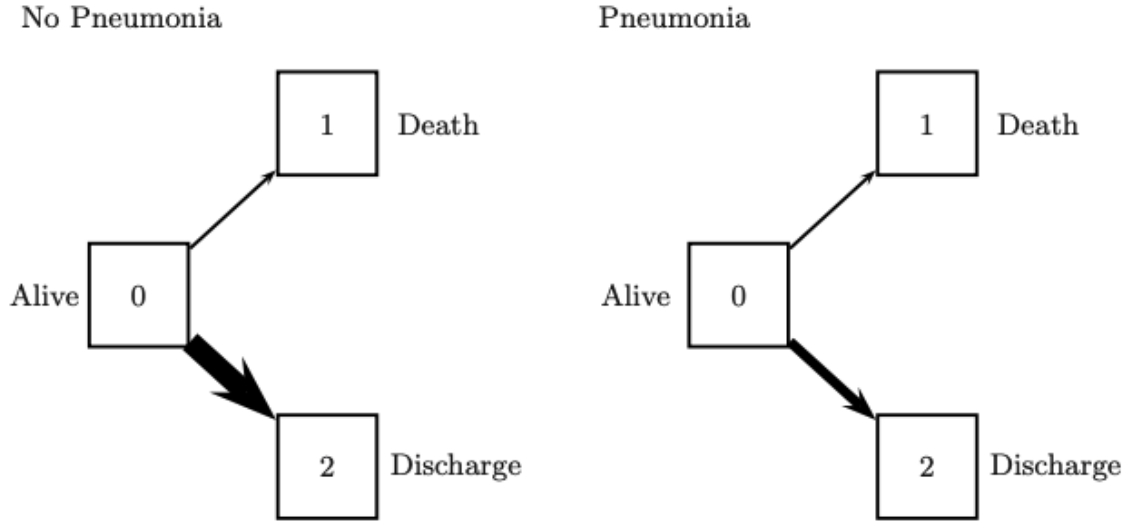 No Pneumonia
1 Death
Alive 0
2 Discharge
Pneumonia
1 Death
Alive 0
2 Discharge